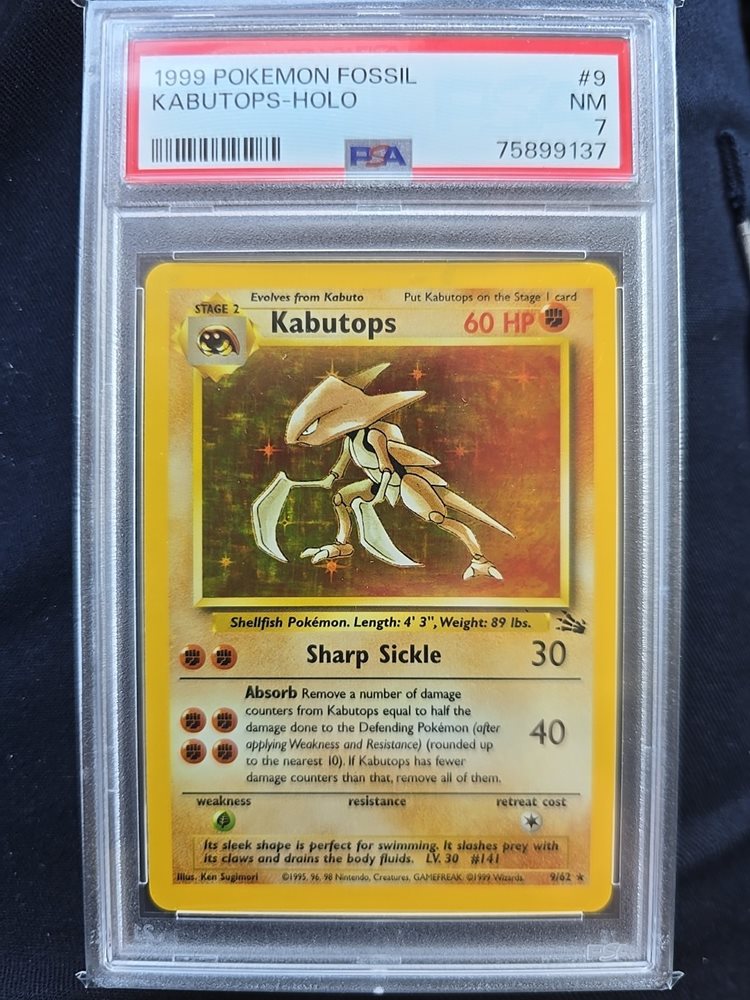 1999 POKEMON FOSSIL #9
KABUTOPS-HOLO NM
7
PSA 75899137
STAGE 2 Evolves from Kabuto Put Kabutops on the Stage 1 card
Kabutops 60 HP
Shellfish Pokémon. Length: 4' 3", Weight: 89 lbs.
Sharp Sickle 30
Absorb Remove a number of damage
counters from Kabutops equal to half the
damage done to the Defending Pokémon (after
applying Weakness and Resistance) (rounded up
to the nearest 10). If Kabutops has fewer
damage counters than that, remove all of them.
40
weakness resistance retreat cost
Its sleek shape is perfect for swimming. It slashes prey with
its claws and drains the body fluids. LV. 30 #141
Illus. Ken Sugimori ©1995, 96, 98 Nintendo, Creatures, GAMEFREAK. ©1999 Wizards. 9/62 ★
PSA